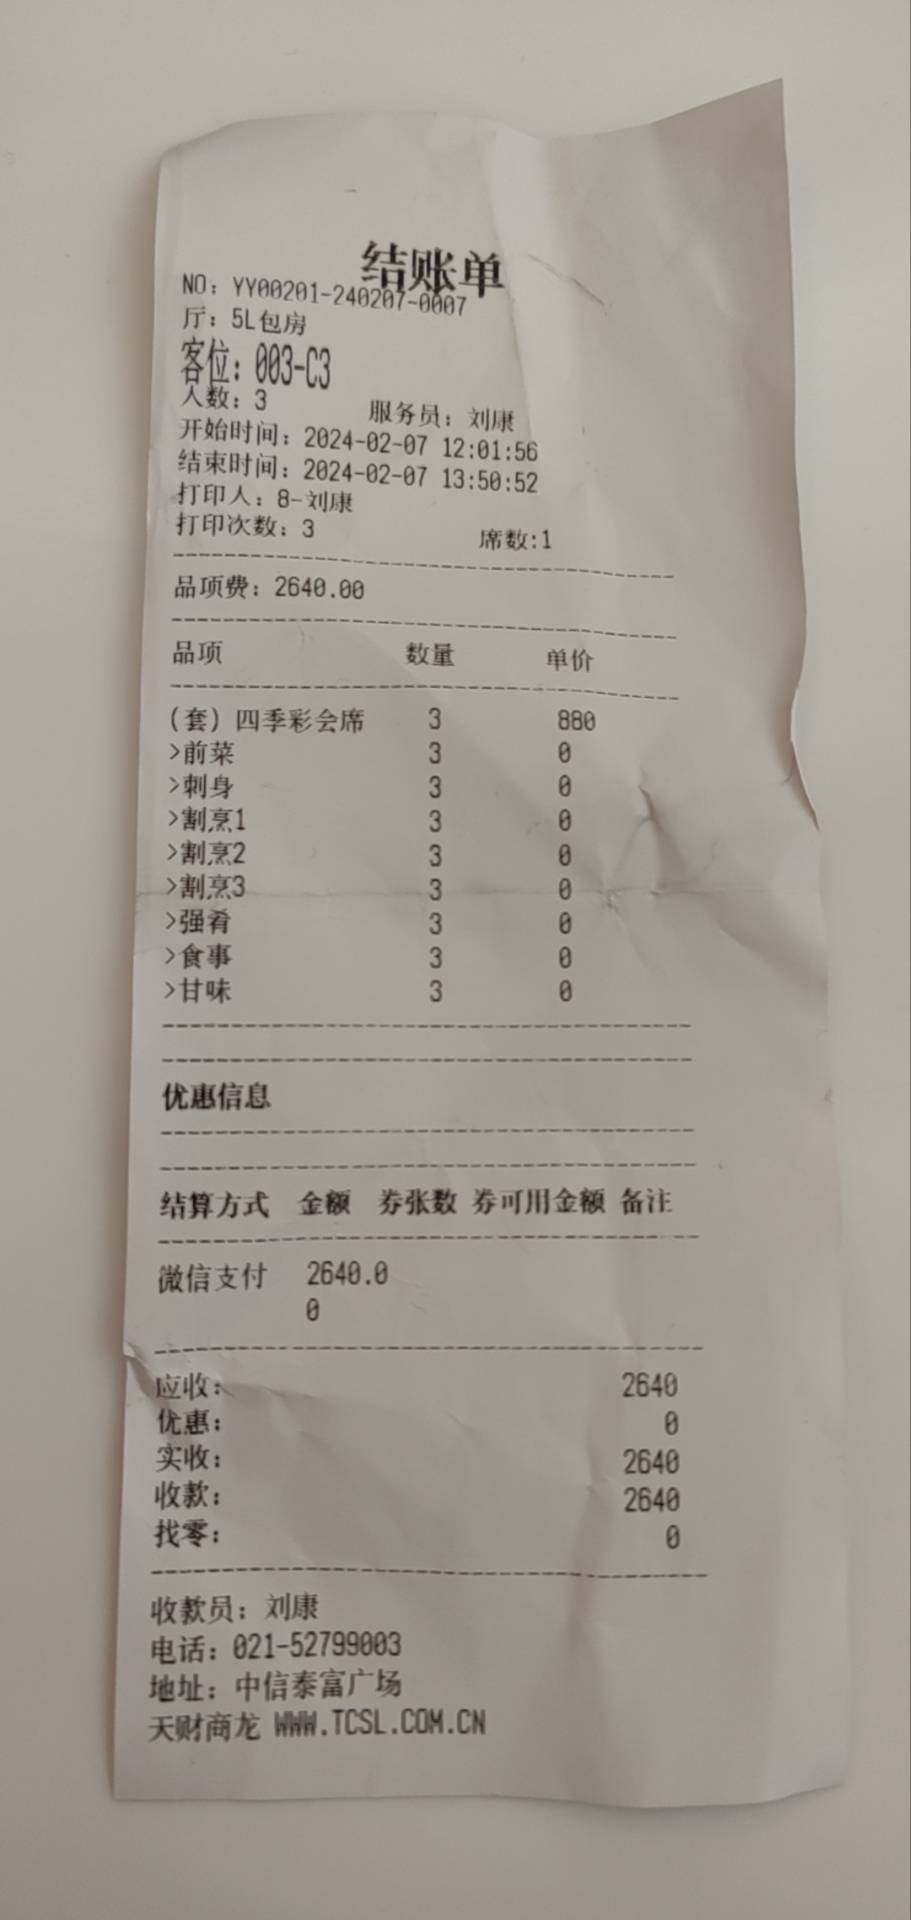 结账单
NO：YY00201-240207-0007
厅：5L包房
客位：003-C3
人数：3 服务员：刘康
开始时间：2024-02-07 12:01:56
结束时间：2024-02-07 13:50:52
打印人：8-刘康
打印次数：3 席数:1
品项费：2640.00
品项 数量 单价
(套) 四季彩会席 3 880
>前菜 3 0
>刺身 3 0
>割烹1 3 0
>割烹2 3 0
>割烹3 3 0
>强肴 3 0
>食事 3 0
>甘味 3 0
优惠信息
结算方式 金额 券张数 券可用金额 备注
微信支付 2640.0
0
应收： 2640
优惠： 0
实收： 2640
收款： 2640
找零： 0
收款员：刘康
电话：021-52799003
地址：中信泰富广场
天财商龙 WWW.TCSL.COM.CN